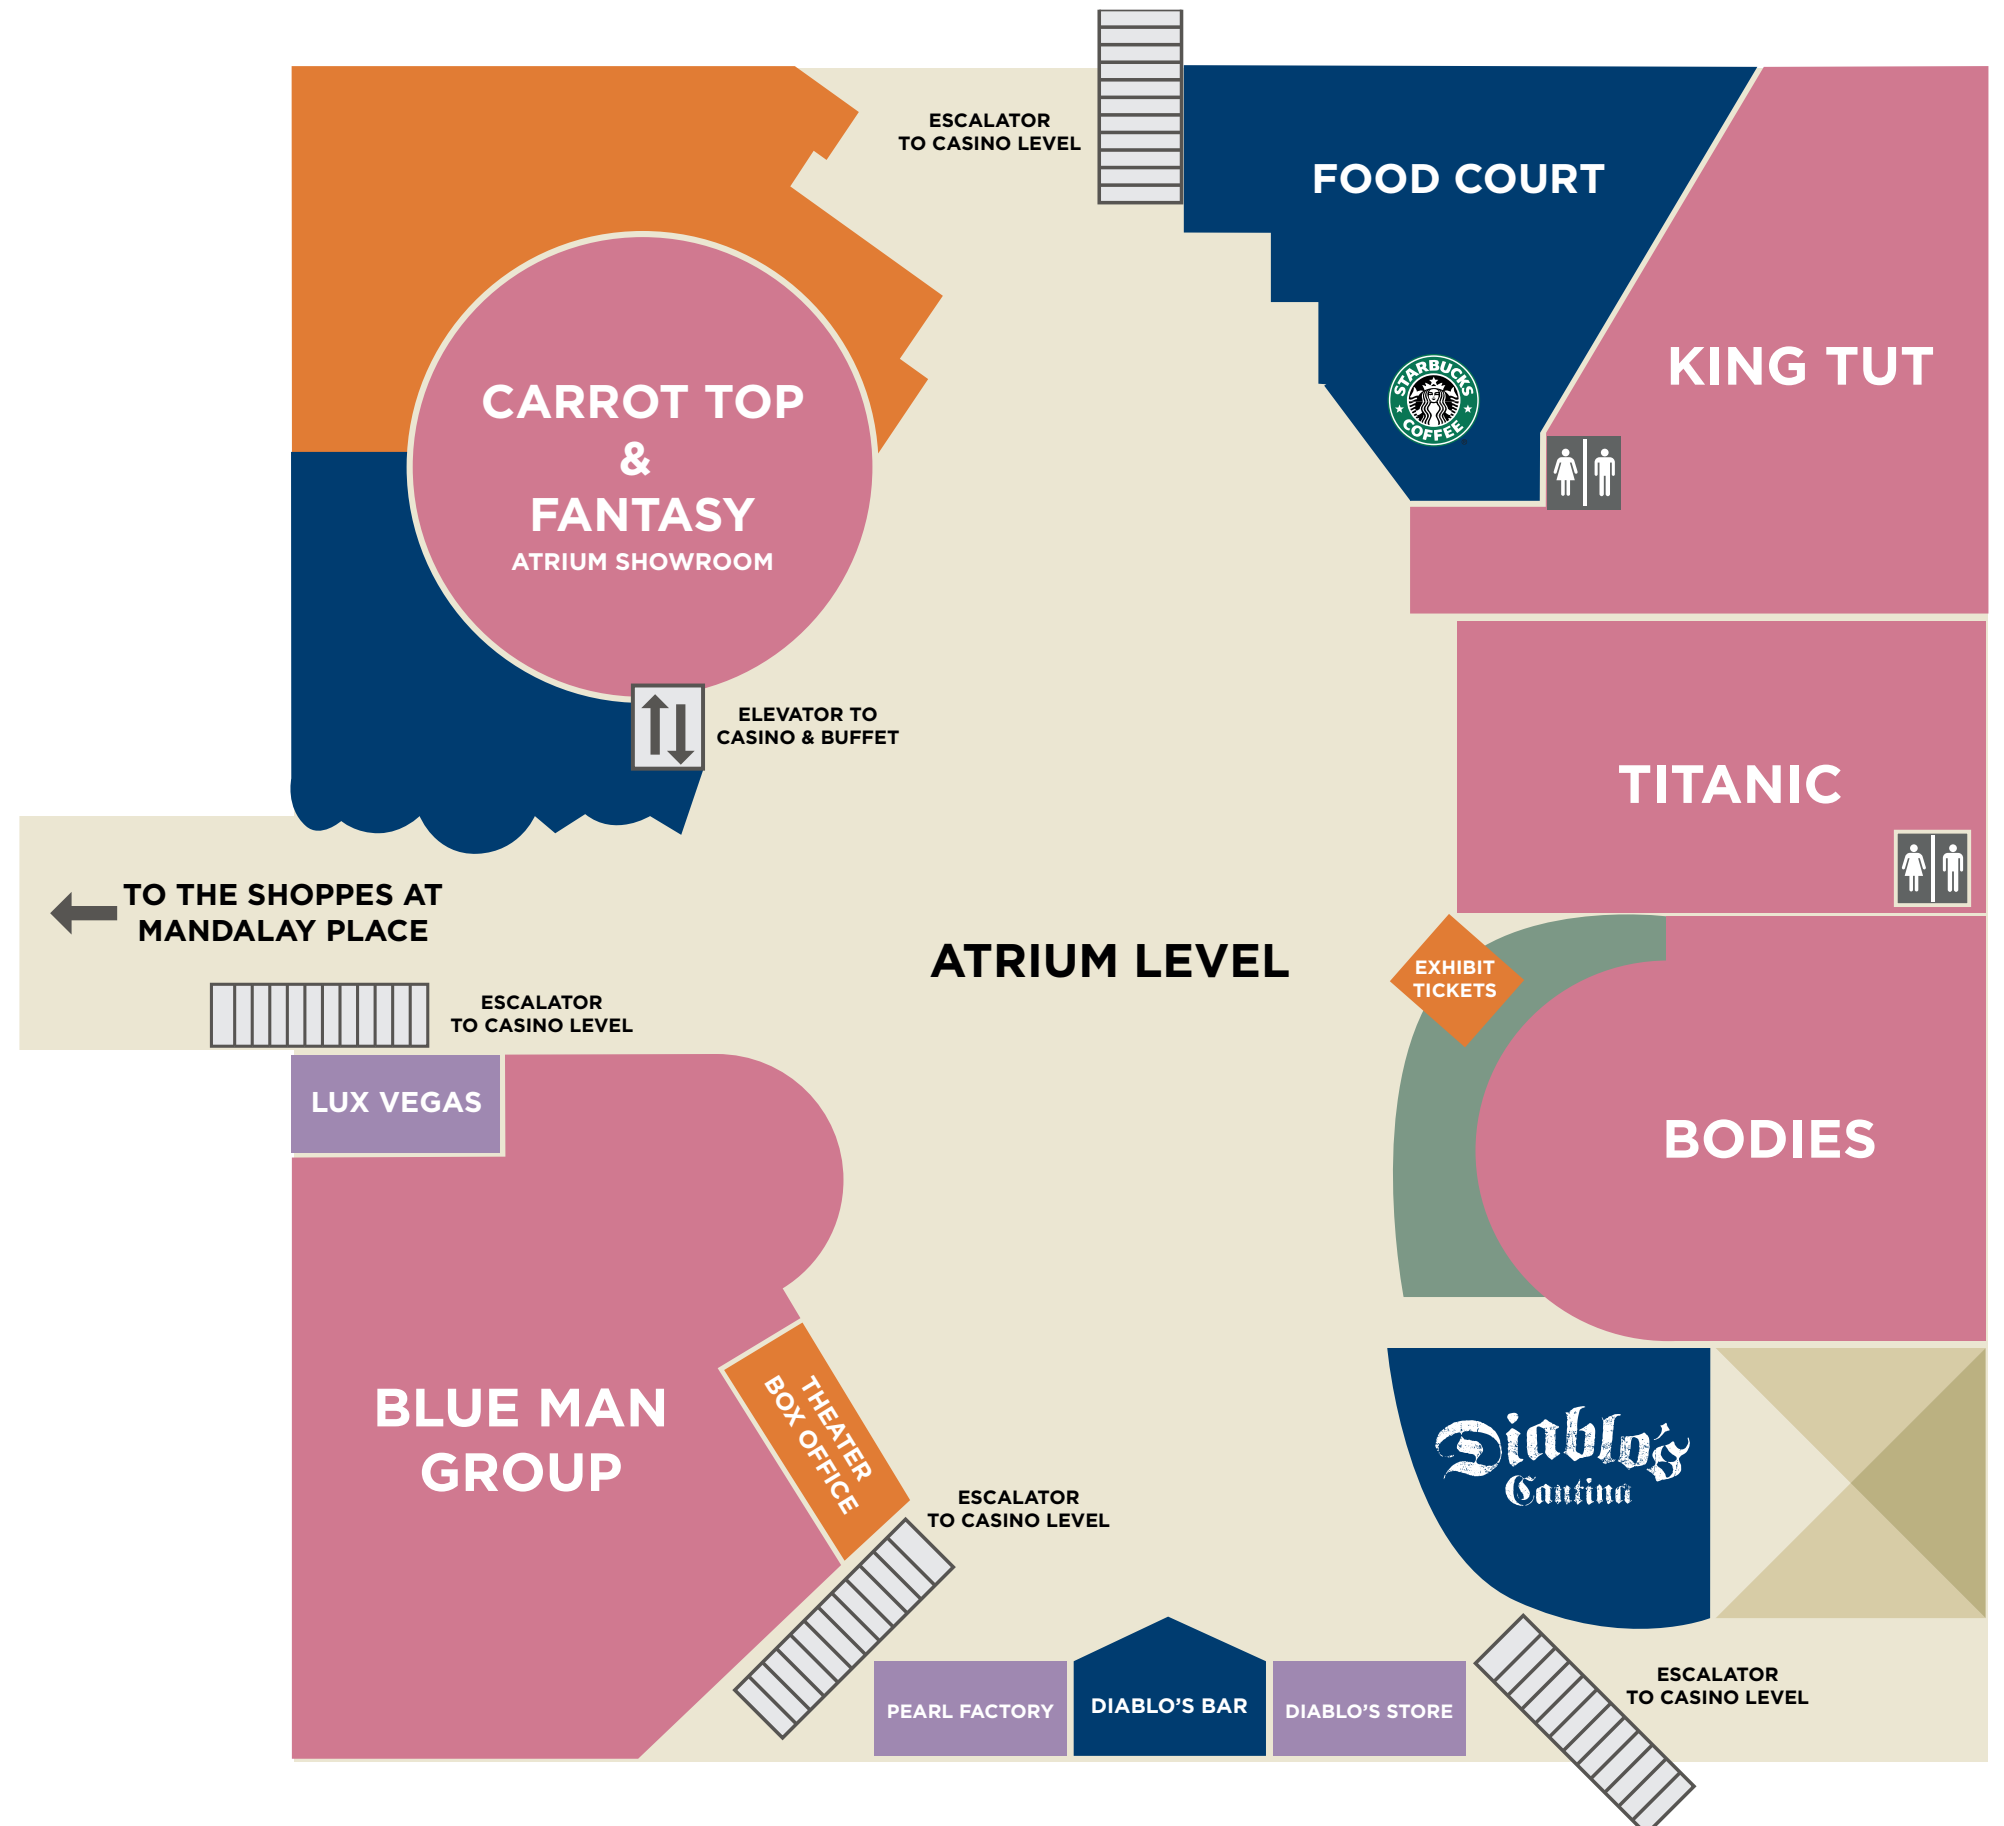 ESCALATOR
TO CASINO LEVEL
FOOD COURT
KING TUT
STARBUCKS
COFFEE
CARROT TOP
&
FANTASY
ATRIUM SHOWROOM
ELEVATOR TO
CASINO & BUFFET
TITANIC
TO THE SHOPPES AT
MANDALAY PLACE
ATRIUM LEVEL
EXHIBIT
TICKETS
ESCALATOR
TO CASINO LEVEL
LUX VEGAS
BODIES
BLUE MAN
GROUP
THEATER
BOX OFFICE
Diablo's
Cantina
ESCALATOR
TO CASINO LEVEL
PEARL FACTORY
DIABLO’S BAR
DIABLO’S STORE
ESCALATOR
TO CASINO LEVEL